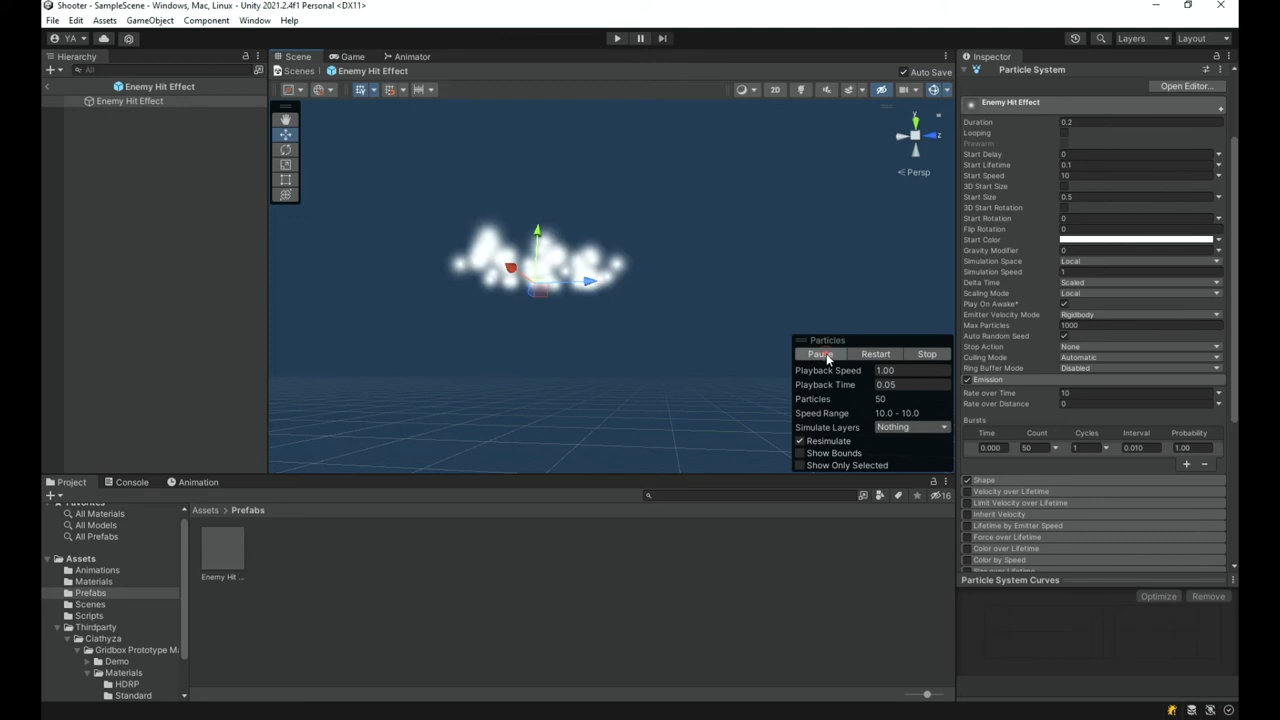 Shooter - SampleScene - Windows, Mac, Linux - Unity 2021.2.4f1 Personal <DX11>
File Edit Assets GameObject Component Window Help
YA Layers Layout
Hierarchy
All
Enemy Hit Effect
Enemy Hit Effect
Scene Game Animator
Scenes Enemy Hit Effect Auto Save
2D
y
z
Persp
Particles
Pause Restart Stop
Playback Speed 1.00
Playback Time 0.05
Particles 50
Speed Range 10.0 - 10.0
Simulate Layers Nothing
Resimulate
Show Bounds
Show Only Selected
Inspector
Particle System
Open Editor...
Enemy Hit Effect
Duration 0.2
Looping
Prewarm
Start Delay 0
Start Lifetime 0.1
Start Speed 10
3D Start Size
Start Size 0.5
3D Start Rotation
Start Rotation 0
Flip Rotation 0
Start Color
Gravity Modifier 0
Simulation Space Local
Simulation Speed 1
Delta Time Scaled
Scaling Mode Local
Play On Awake*
Emitter Velocity Mode Rigidbody
Max Particles 1000
Auto Random Seed
Stop Action None
Culling Mode Automatic
Ring Buffer Mode Disabled
Emission
Rate over Time 10
Rate over Distance 0
Bursts
Time Count Cycles Interval Probability
0.000 50 1 0.010 1.00
Shape
Velocity over Lifetime
Limit Velocity over Lifetime
Inherit Velocity
Lifetime by Emitter Speed
Force over Lifetime
Color over Lifetime
Color by Speed
Size over Lifetime
Particle System Curves
Optimize Remove
Project Console Animation
16
Favorites
All Materials
All Models
All Prefabs
Assets
Animations
Materials
Prefabs
Scenes
Scripts
Thirdparty
Ciathyza
Gridbox Prototype Ma
Demo
Materials
HDRP
Standard
Assets Prefabs
Enemy Hit ...